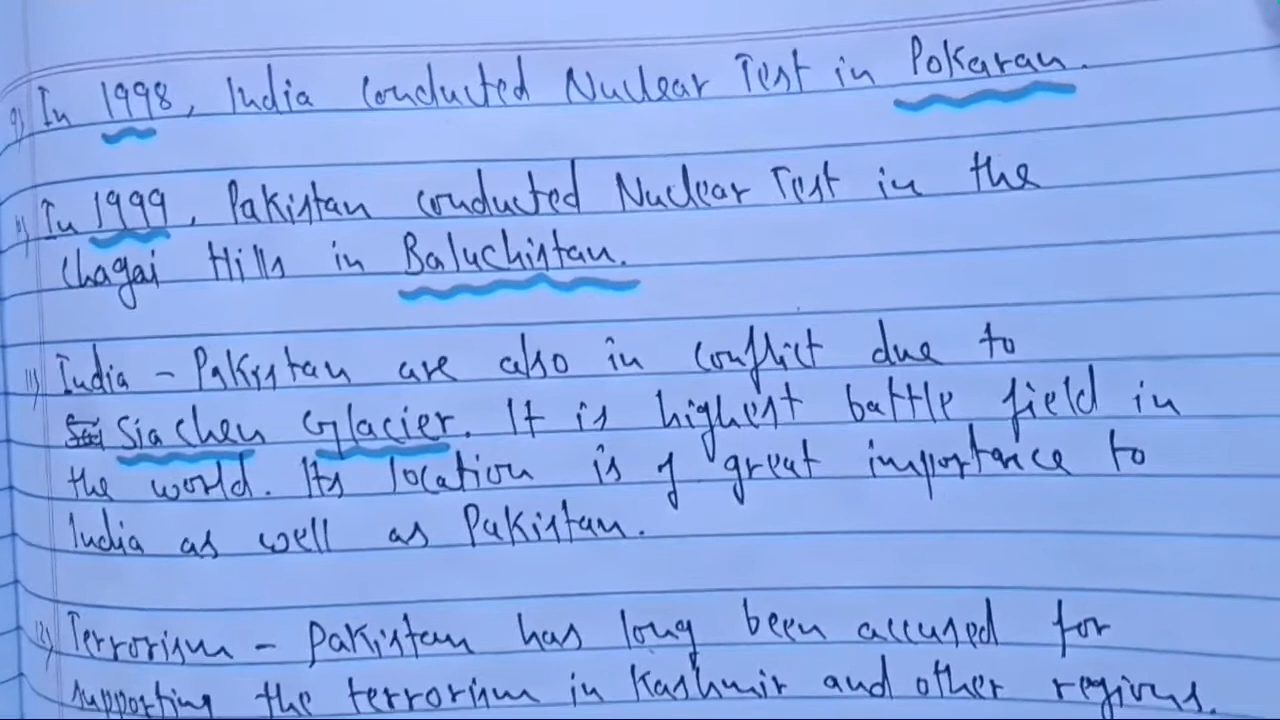 9) In 1998, India conducted Nuclear Test in Pokaran.
In 1999, Pakistan conducted Nuclear Test in the
Chagai Hills in Baluchistan.
11) India - Pakistan are also in conflict due to
Siachen Glacier. It is highest battle field in
the world. Its location is of great importance to
India as well as Pakistan.
12) Terrorism - Pakistan has long been accused for
supporting the terrorism in Kashmir and other regions.